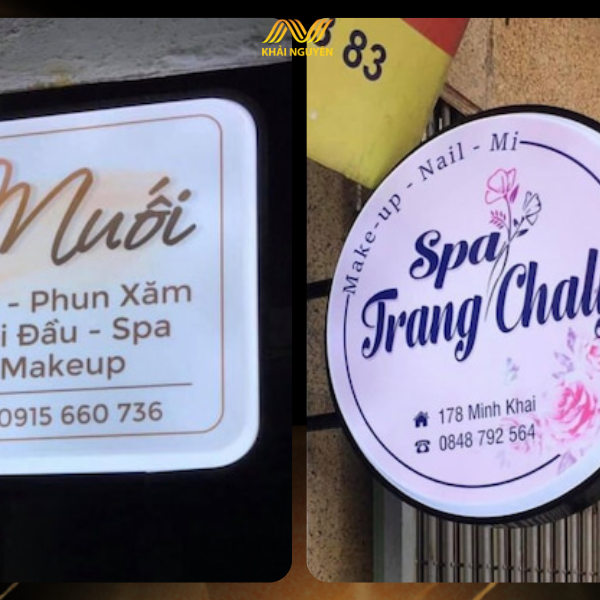 KHẢI NGUYÊN
Muối
- Phun Xăm
i Đầu - Spa
Makeup
0915 660 736
83
Make-up - Nail - Mi
Spa
Trang
178 Minh Khai
0848 792 564